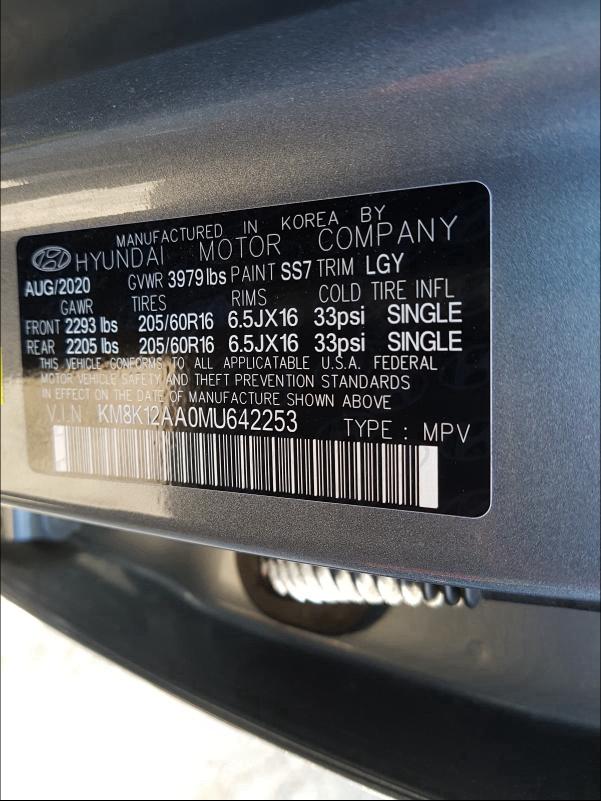 MANUFACTURED IN KOREA BY
HYUNDAI MOTOR COMPANY
AUG/2020 GVWR 3979lbs PAINT SS7 TRIM LGY
GAWR TIRES RIMS COLD TIRE INFL
FRONT 2293 lbs 205/60R16 6.5JX16 33psi SINGLE
REAR 2205 lbs 205/60R16 6.5JX16 33psi SINGLE
THIS VEHICLE CONFORMS TO ALL APPLICATABLE U.S.A. FEDERAL
MOTOR VEHICLE SAFETY AND THEFT PREVENTION STANDARDS
IN EFFECT ON THE DATE OF MANUFACTURE SHOWN ABOVE
V.I.N KM8K12AA0MU642253 TYPE : MPV